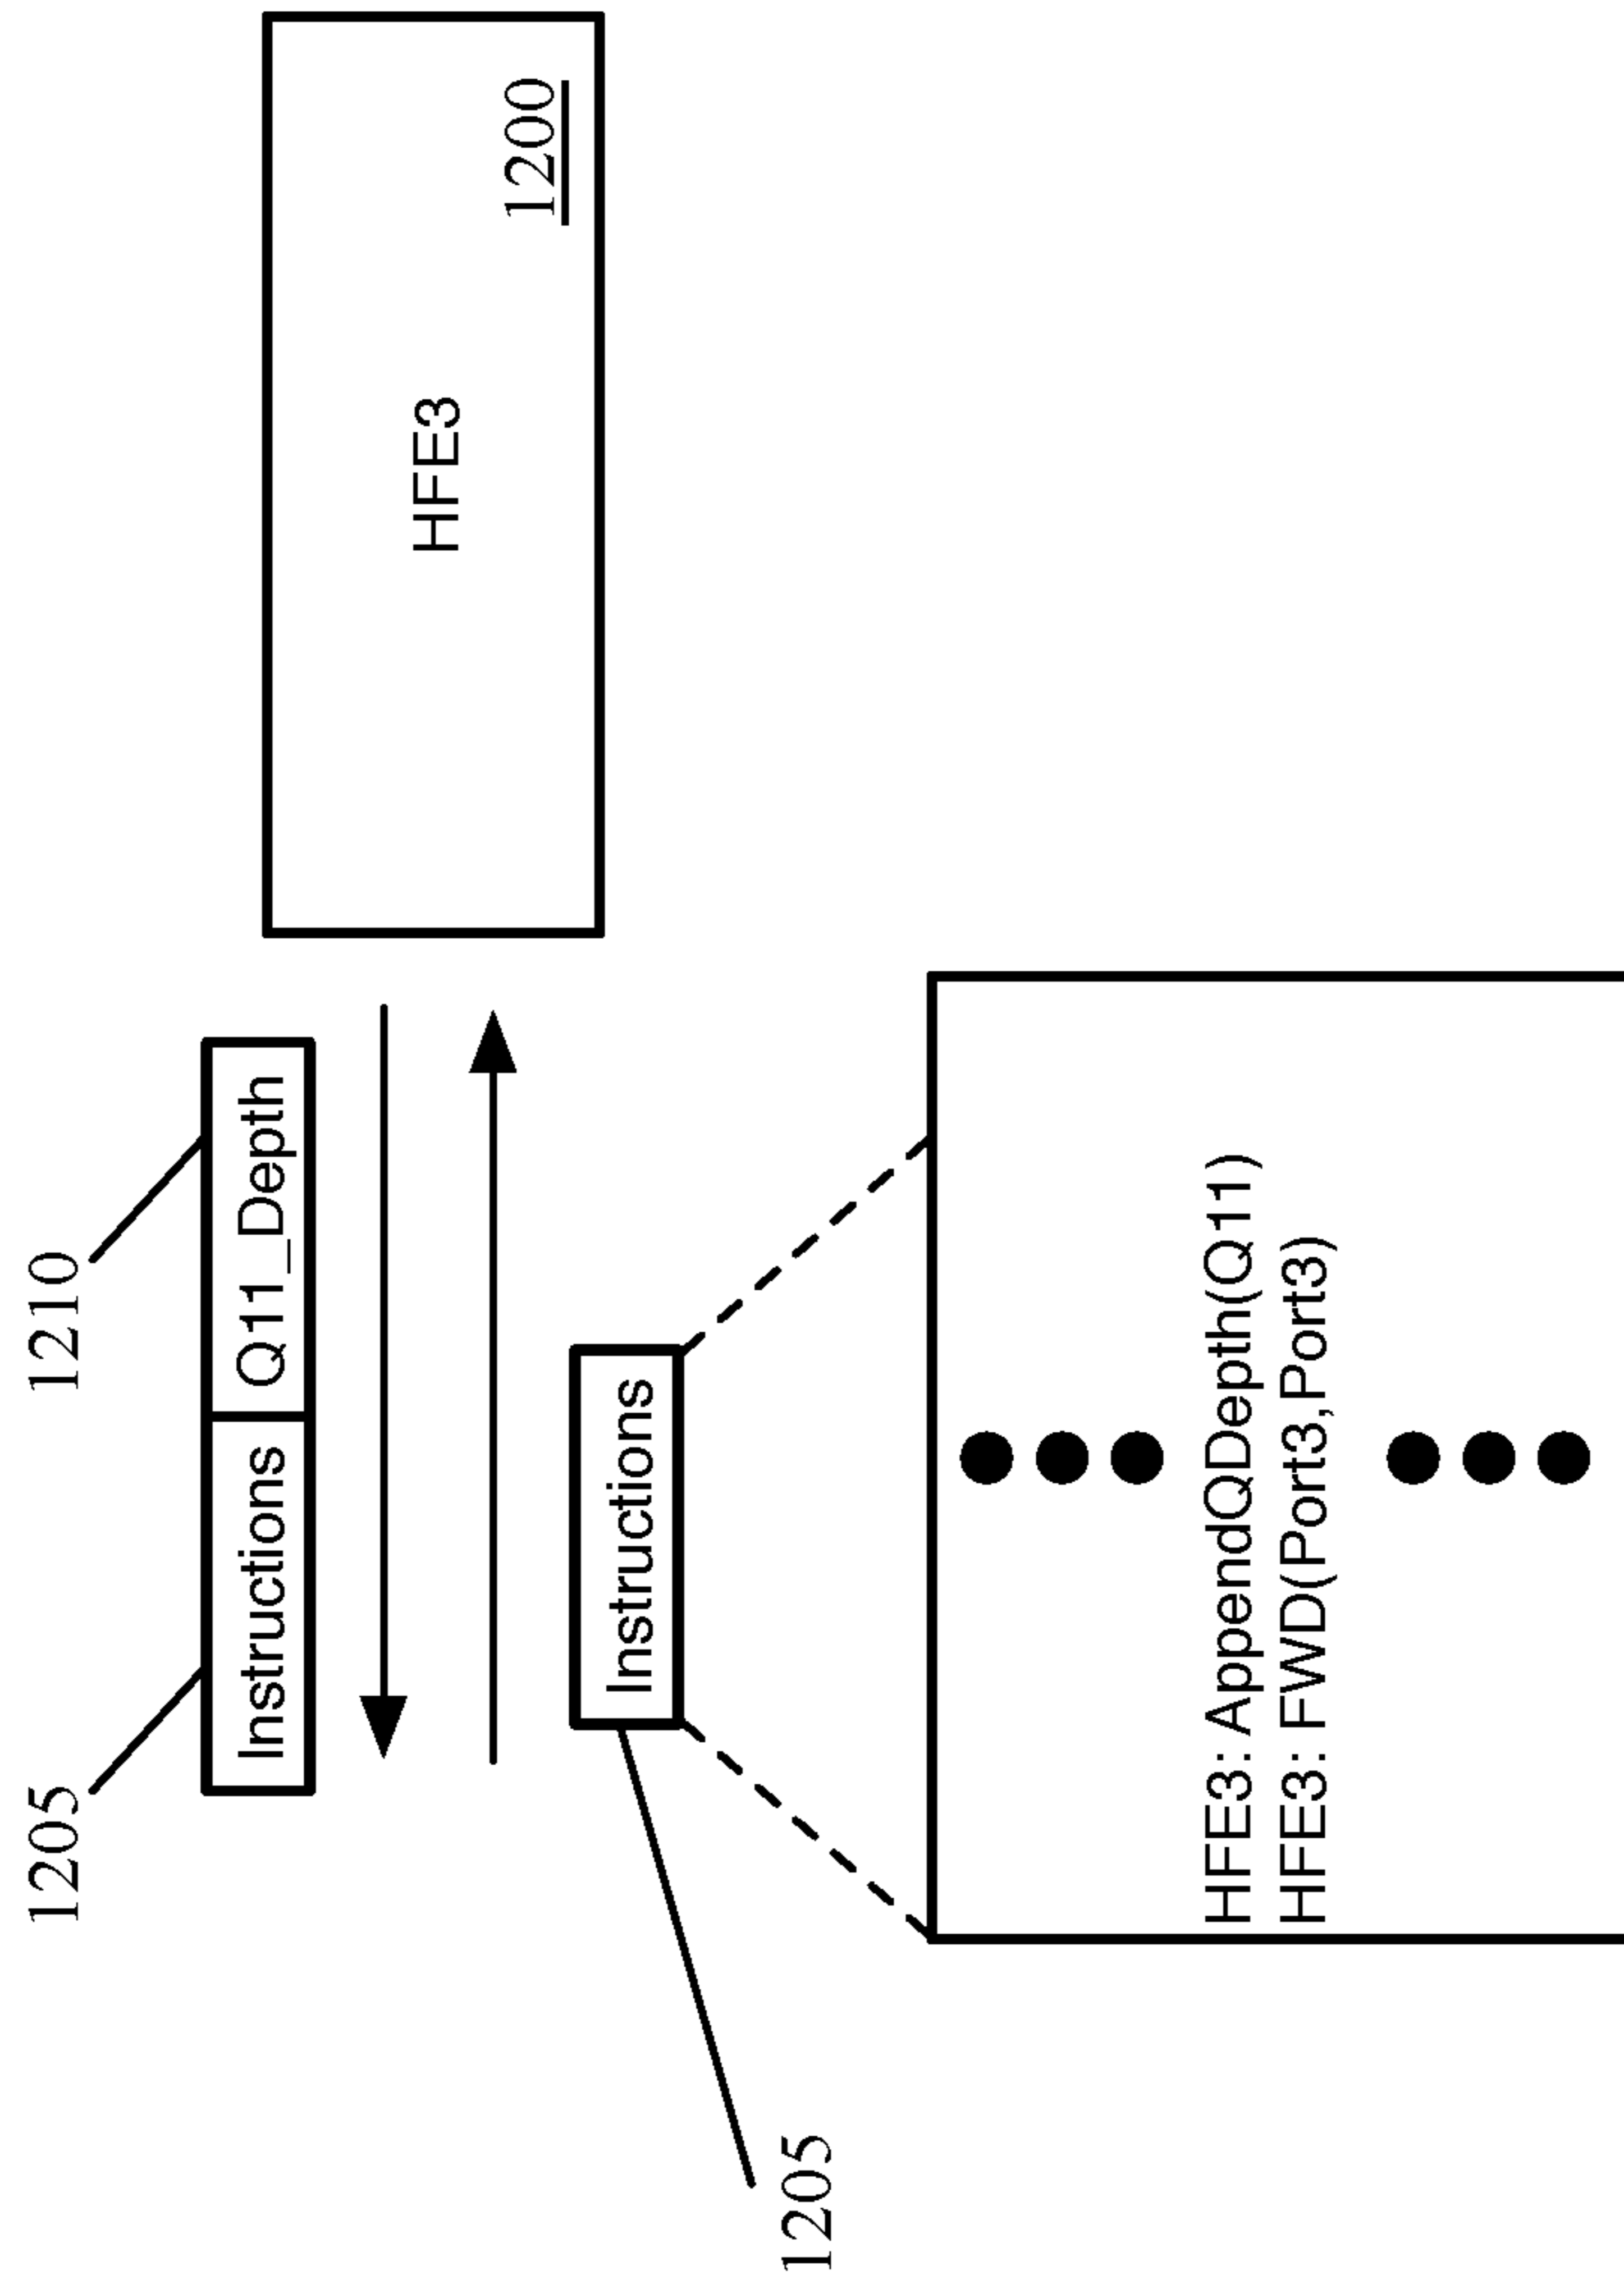 1205
1210
Instructions
Q11_Depth
HFE3
1200
Instructions
1205
HFE3: AppendQDepth(Q11)
HFE3: FWD(Port3,Port3)